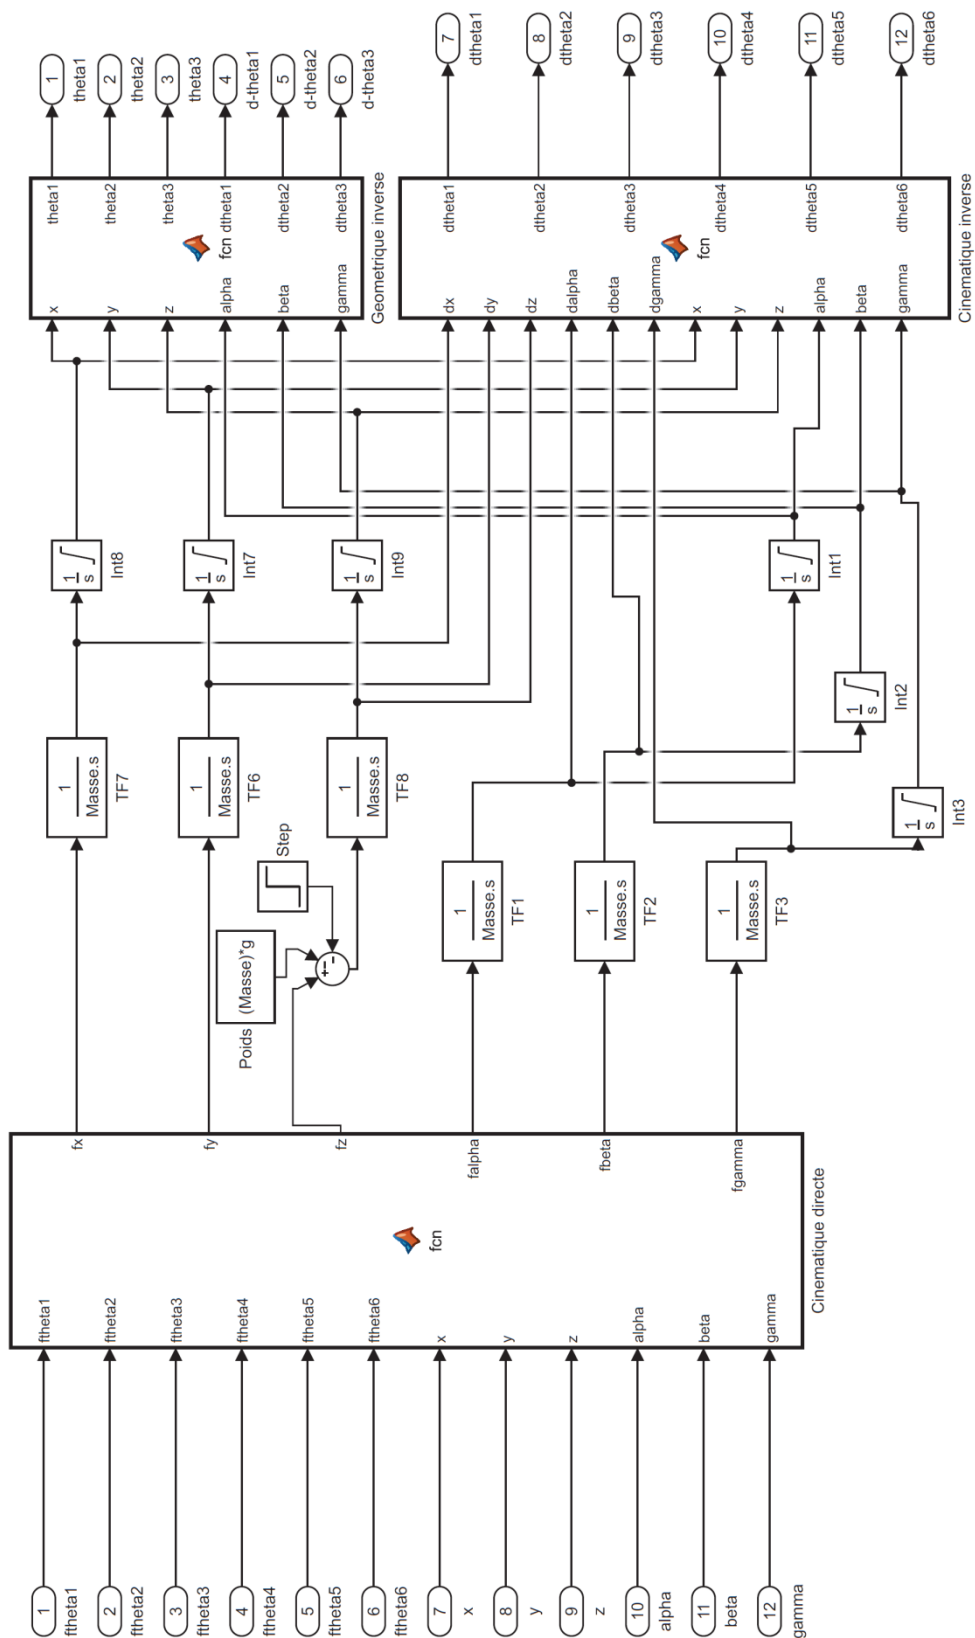 1
ftheta1
2
ftheta2
3
ftheta3
4
ftheta4
5
ftheta5
6
ftheta6
7
x
8
y
9
z
10
alpha
11
beta
12
gamma
ftheta1
ftheta2
ftheta3
ftheta4
ftheta5
ftheta6
x
y
z
alpha
beta
gamma
fcn
fx
fy
fz
falpha
fbeta
fgamma
Cinematique directe
Poids
(Masse)*g
Step
+
-
-
1
Masse.s
TF7
1
Masse.s
TF6
1
Masse.s
TF8
1
Masse.s
TF1
1
Masse.s
TF2
1
Masse.s
TF3
1
s
Int8
1
s
Int7
1
s
Int9
1
s
Int1
1
s
Int2
1
s
Int3
x
y
z
alpha
beta
gamma
fcn
theta1
theta2
theta3
dtheta1
dtheta2
dtheta3
Geometrique inverse
1
theta1
2
theta2
3
theta3
4
d-theta1
5
d-theta2
6
d-theta3
dx
dy
dz
dalpha
dbeta
dgamma
x
y
z
alpha
beta
gamma
fcn
dtheta1
dtheta2
dtheta3
dtheta4
dtheta5
dtheta6
Cinematique inverse
7
dtheta1
8
dtheta2
9
dtheta3
10
dtheta4
11
dtheta5
12
dtheta6